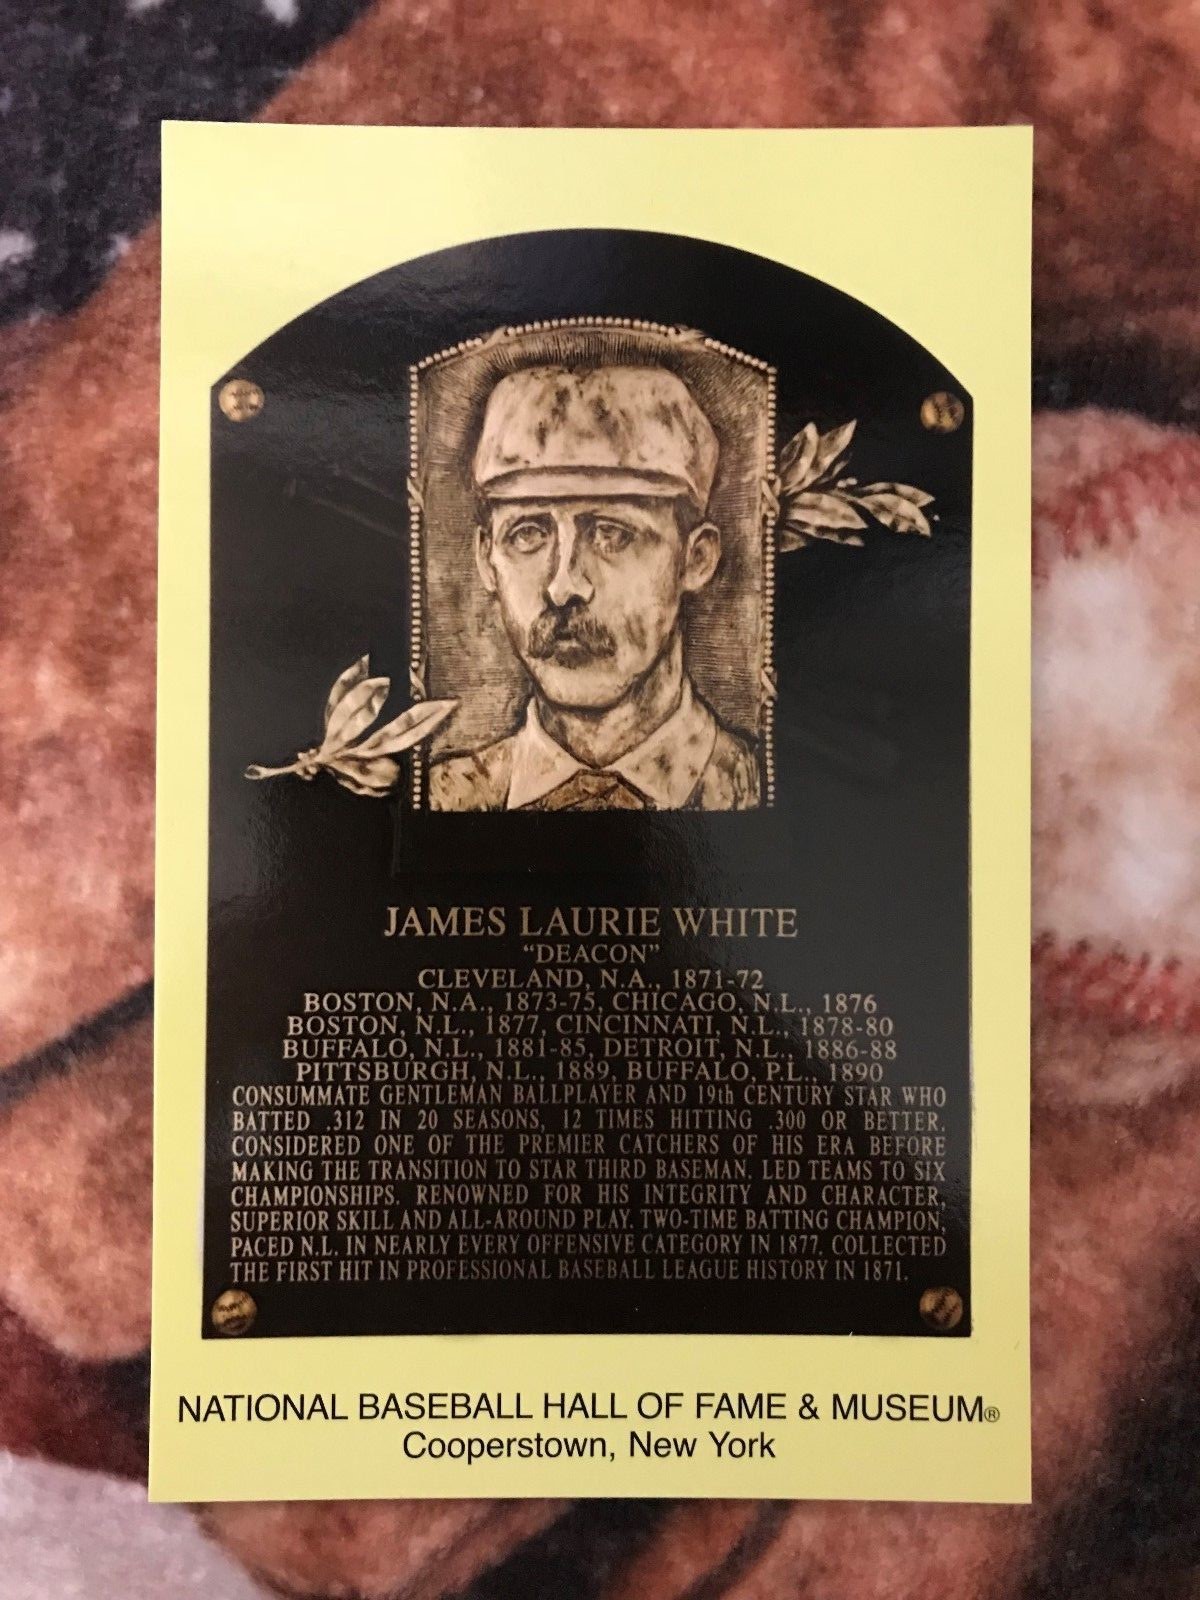 JAMES LAURIE WHITE
“DEACON”
CLEVELAND, N.A., 1871-72
BOSTON, N.A., 1873-75, CHICAGO, N.L., 1876
BOSTON, N.L., 1877, CINCINNATI, N.L., 1878-80
BUFFALO, N.L., 1881-85, DETROIT, N.L., 1886-88
PITTSBURGH, N.L., 1889, BUFFALO, P.L., 1890
CONSUMMATE GENTLEMAN BALLPLAYER AND 19th CENTURY STAR WHO
BATTED .312 IN 20 SEASONS, 12 TIMES HITTING .300 OR BETTER.
CONSIDERED ONE OF THE PREMIER CATCHERS OF HIS ERA BEFORE
MAKING THE TRANSITION TO STAR THIRD BASEMAN. LED TEAMS TO SIX
CHAMPIONSHIPS. RENOWNED FOR HIS INTEGRITY AND CHARACTER,
SUPERIOR SKILL AND ALL-AROUND PLAY. TWO-TIME BATTING CHAMPION,
PACED N.L. IN NEARLY EVERY OFFENSIVE CATEGORY IN 1877. COLLECTED
THE FIRST HIT IN PROFESSIONAL BASEBALL LEAGUE HISTORY IN 1871.
NATIONAL BASEBALL HALL OF FAME & MUSEUM®
Cooperstown, New York